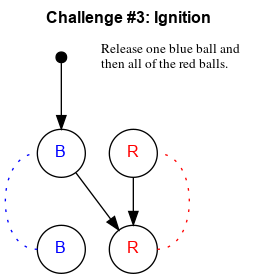 Challenge #3: Ignition
Release one blue ball and
then all of the red balls.
B
R
B
R